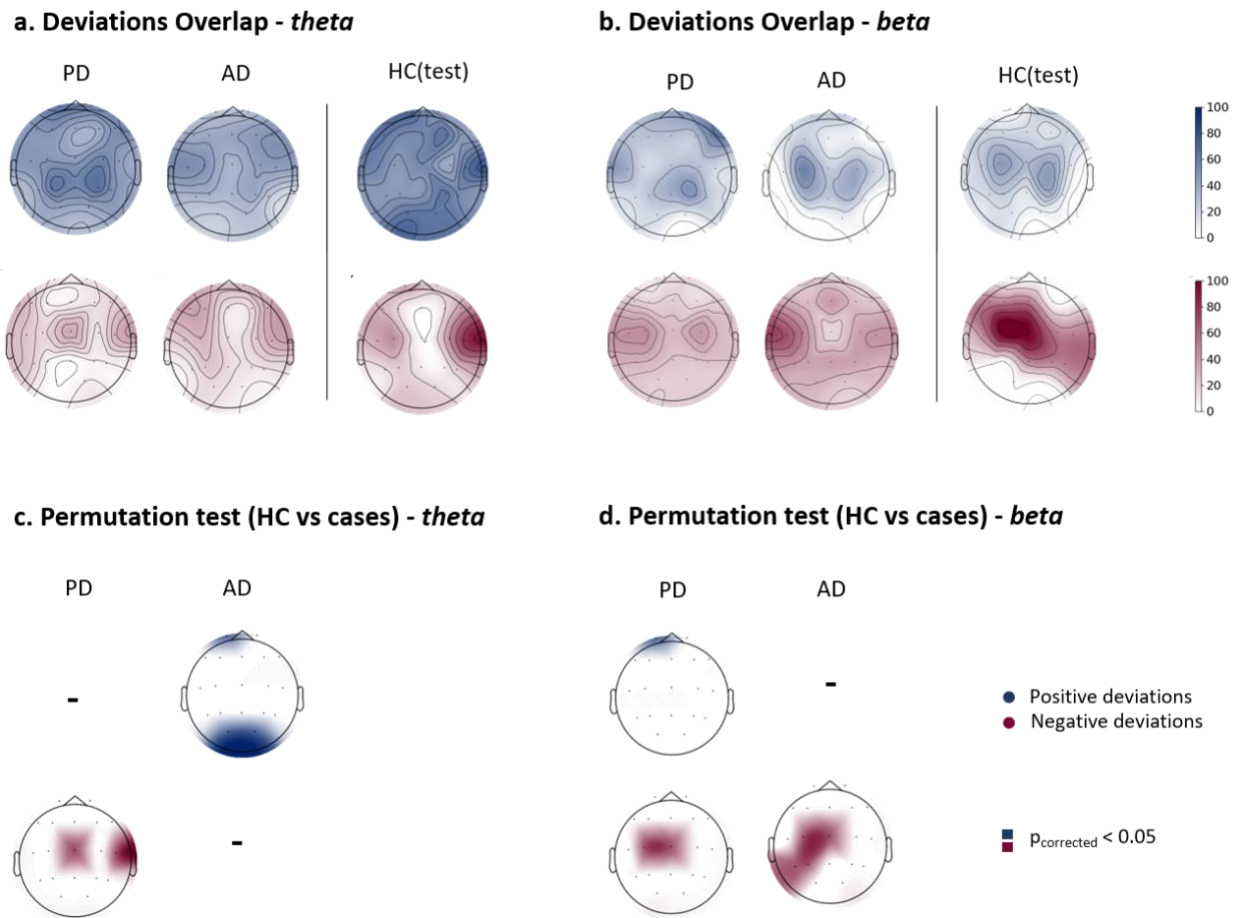 a. Deviations Overlap - theta
b. Deviations Overlap - beta
PD
AD
HC(test)
PD
AD
HC(test)
100
80
60
40
20
0
100
80
60
40
20
0
c. Permutation test (HC vs cases) - theta
d. Permutation test (HC vs cases) - beta
PD
AD
PD
AD
-
-
Positive deviations
Negative deviations
-
pcorrected < 0.05